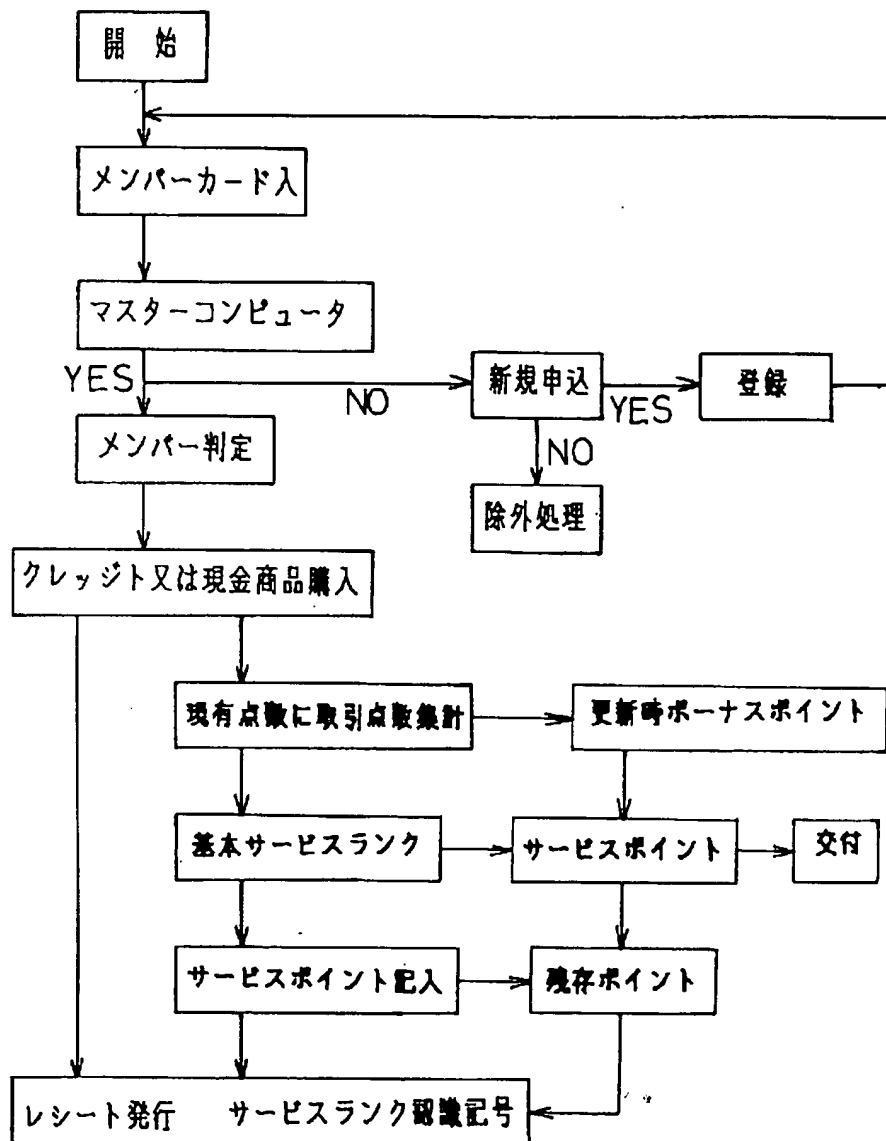 開始
メンバーカード入
マスターコンピュータ
YES
NO
新規申込
YES
登録
メンバー判定
NO
除外処理
クレッジト又は現金商品購入
現有点数に取引点数集計
更新時ボーナスポイント
基本サービスランク
サービスポイント
交付
サービスポイント記入
残存ポイント
レシート発行 サービスランク認識記号